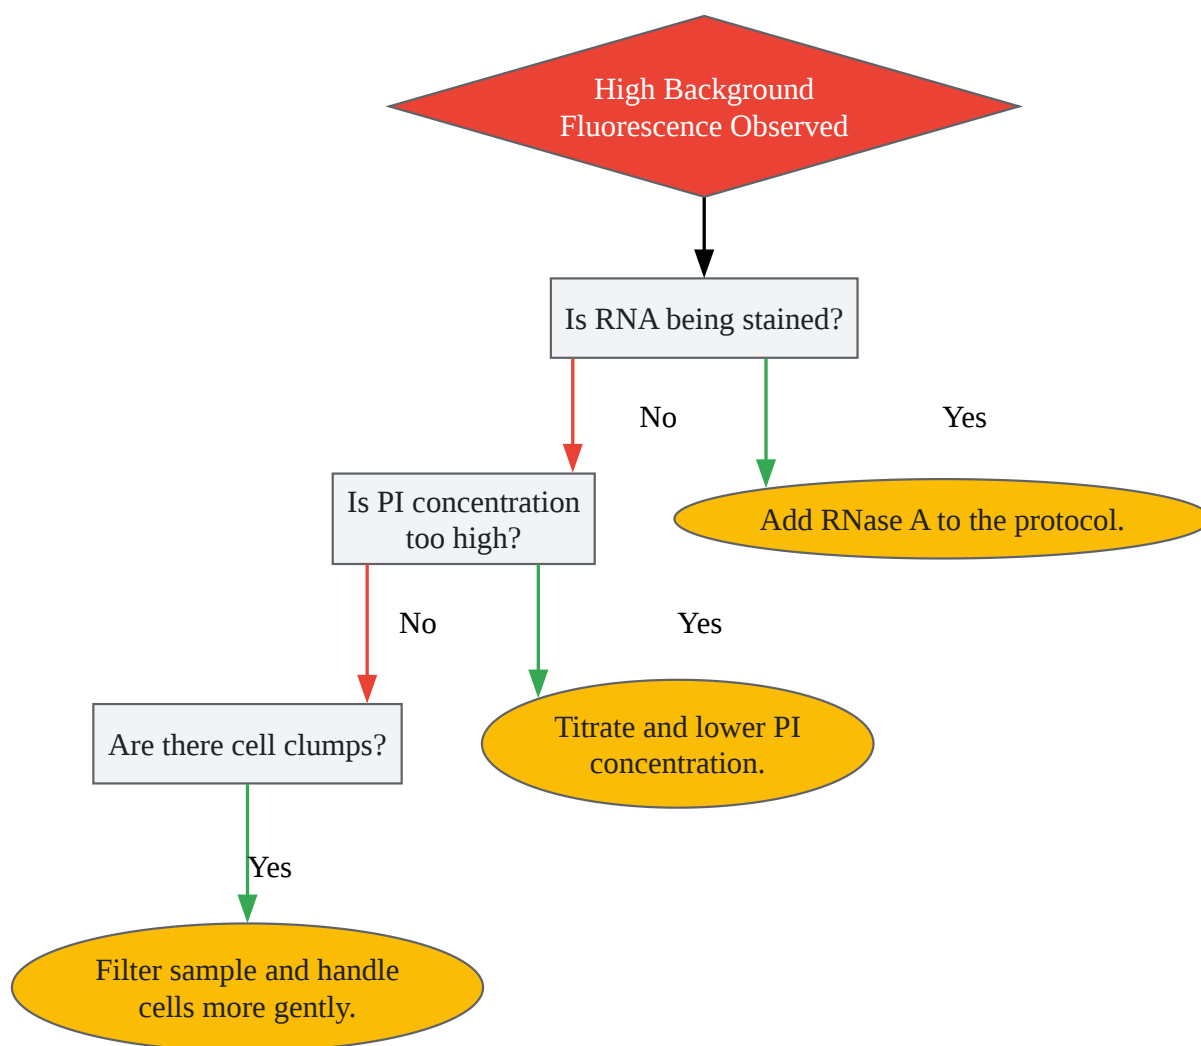 High Background
Fluorescence Observed
Is RNA being stained?
No
Yes
Is PI concentration
too high?
Add RNase A to the protocol.
No
Yes
Are there cell clumps?
Titrate and lower PI
concentration.
Yes
Filter sample and handle
cells more gently.